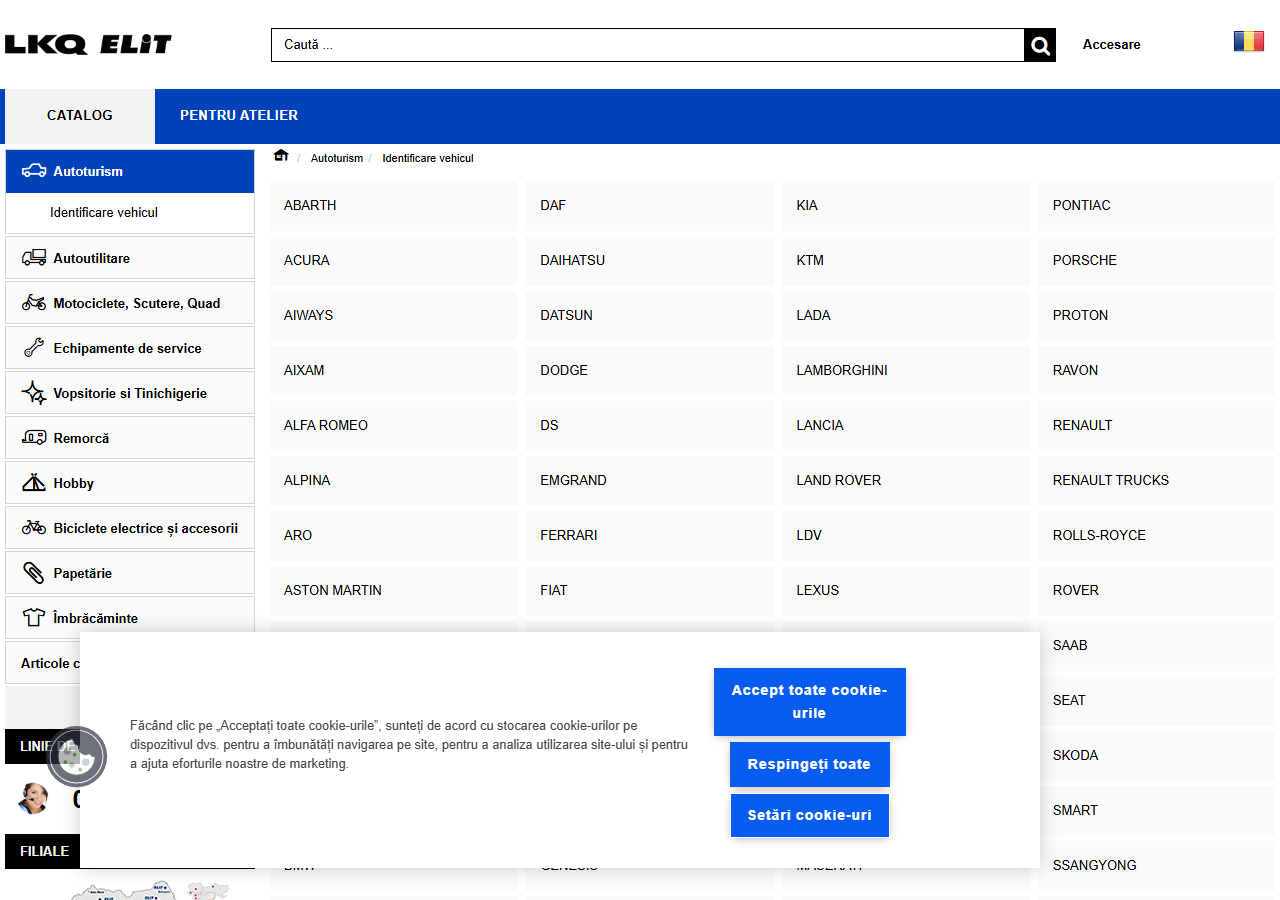 LKQ ELiT
Caută ...
Accesare
CATALOG
PENTRU ATELIER
Autoturism
Identificare vehicul
Autoutilitare
Motociclete, Scutere, Quad
Echipamente de service
Vopsitorie si Tinichigerie
Remorcă
Hobby
Biciclete electrice și accesorii
Papetărie
Îmbrăcăminte
Articole c
LINIE DE
FILIALE
/ Autoturism / Identificare vehicul
ABARTH DAF KIA PONTIAC
ACURA DAIHATSU KTM PORSCHE
AIWAYS DATSUN LADA PROTON
AIXAM DODGE LAMBORGHINI RAVON
ALFA ROMEO DS LANCIA RENAULT
ALPINA EMGRAND LAND ROVER RENAULT TRUCKS
ARO FERRARI LDV ROLLS-ROYCE
ASTON MARTIN FIAT LEXUS ROVER
SAAB
SEAT
SKODA
SMART
BMW GENESIS MASERATI SSANGYONG
Făcând clic pe „Acceptați toate cookie-urile”, sunteți de acord cu stocarea cookie-urilor pe
dispozitivul dvs. pentru a îmbunătăți navigarea pe site, pentru a analiza utilizarea site-ului și pentru
a ajuta eforturile noastre de marketing.
Accept toate cookie-
urile
Respingeți toate
Setări cookie-uri